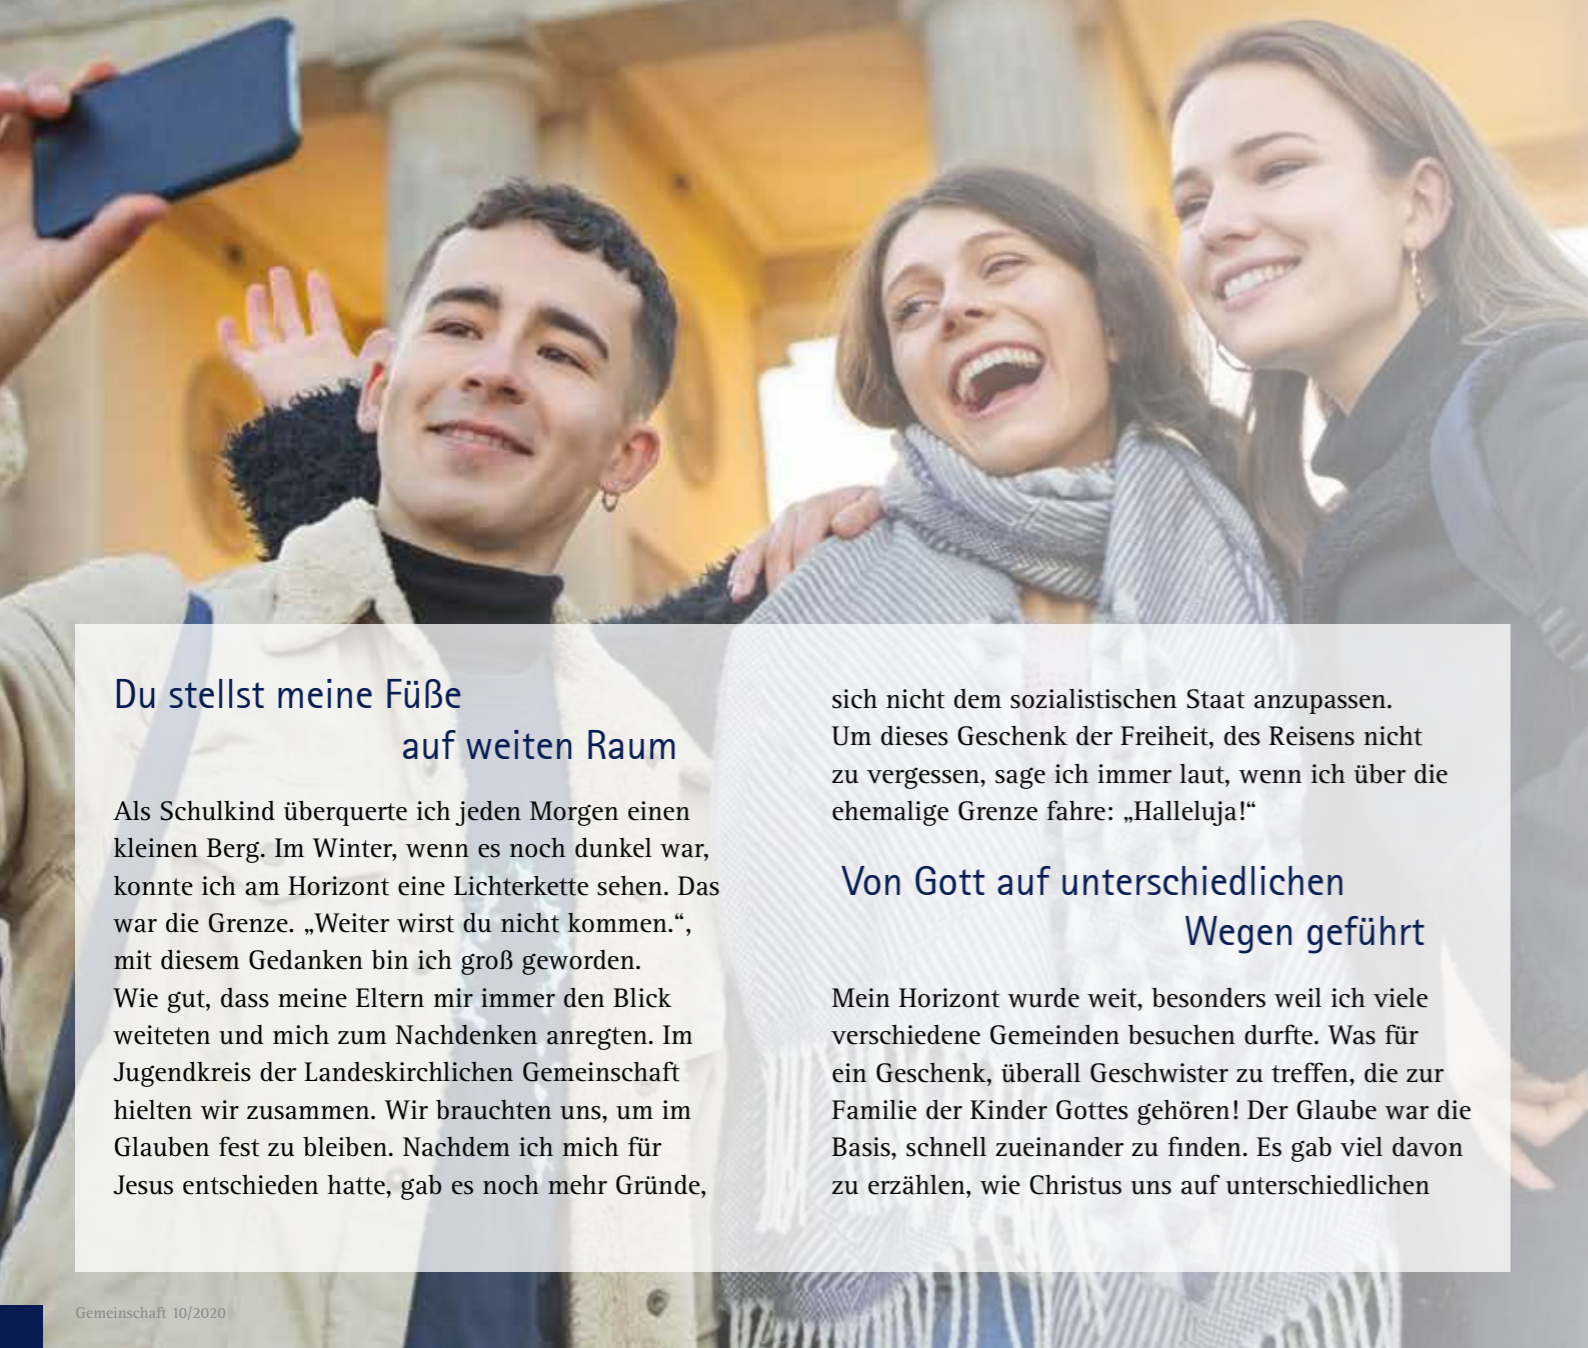 Du stellst meine Füße
auf weiten Raum
Als Schulkind überquerte ich jeden Morgen einen
kleinen Berg. Im Winter, wenn es noch dunkel war,
konnte ich am Horizont eine Lichterkette sehen. Das
war die Grenze. „Weiter wirst du nicht kommen.“,
mit diesem Gedanken bin ich groß geworden.
Wie gut, dass meine Eltern mir immer den Blick
weiteten und mich zum Nachdenken anregten. Im
Jugendkreis der Landeskirchlichen Gemeinschaft
hielten wir zusammen. Wir brauchten uns, um im
Glauben fest zu bleiben. Nachdem ich mich für
Jesus entschieden hatte, gab es noch mehr Gründe,
sich nicht dem sozialistischen Staat anzupassen.
Um dieses Geschenk der Freiheit, des Reisens nicht
zu vergessen, sage ich immer laut, wenn ich über die
ehemalige Grenze fahre: „Halleluja!“
Von Gott auf unterschiedlichen
Wegen geführt
Mein Horizont wurde weit, besonders weil ich viele
verschiedene Gemeinden besuchen durfte. Was für
ein Geschenk, überall Geschwister zu treffen, die zur
Familie der Kinder Gottes gehören! Der Glaube war die
Basis, schnell zueinander zu finden. Es gab viel davon
zu erzählen, wie Christus uns auf unterschiedlichen
Gemeinschaft 10/2020